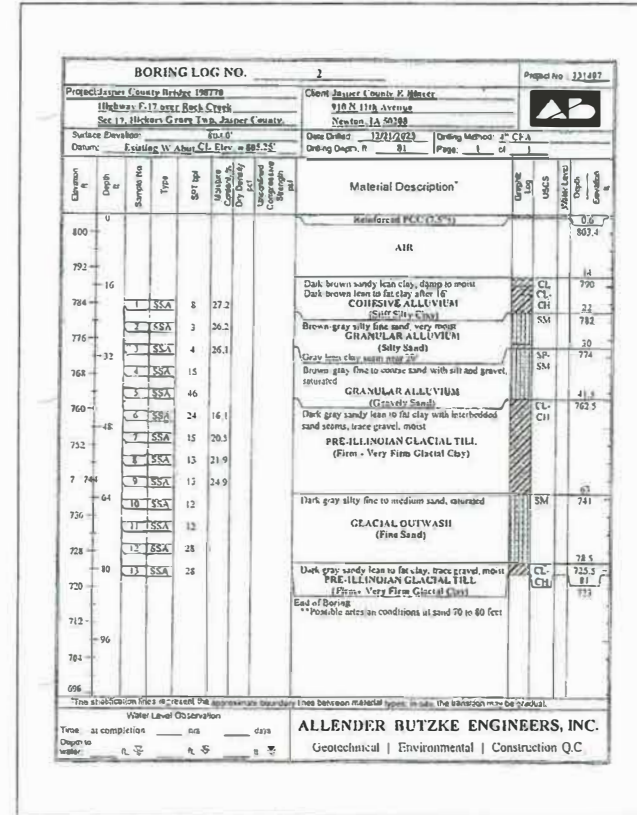 BORING LOG NO. 2
Project No 231407
Project: Jasper County Bridge 198770
Highway F-17 over Rock Creek
Sec 17, Hickory Grove Twp, Jasper County.
Client Jasper County
910 N 11th Avenue
Newton, IA 50208
Surface Elevation: 804.0'
Datum: Existing W Abut CL Elev = 805.25'
Date Drilled: 12/21/2023
Drilling Method: 4" CFA
Drilling Depth, ft 81
Page: 1 of 1
Elevation ft
Depth ft
Sample No
Type
SPT bpf
Moisture Content, %
Dry Density pcf
Unconfined Compressive Strength psf
Material Description*
Graphic Log
USCS
Water Level
Depth
Elevation ft
0
Reinforced PCC (7.5"±)
0.6
803.4
800
AIR
792
14
790
16
Dark brown sandy lean clay, damp to moist
Dark brown lean to fat clay after 16'
COHESIVE ALLUVIUM
(Stiff Silty Clay)
CL
CL-
CH
22
782
784
1 SSA 8 27.2
2 SSA 3 26.2
Brown-gray silty fine sand, very moist
GRANULAR ALLUVIUM
(Silty Sand)
Gray lean clay seam near 29'
SM
30
774
776
3 SSA 4 26.1
32
768
4 SSA 15
Brown-gray fine to coarse sand with silt and gravel,
saturated
GRANULAR ALLUVIUM
(Gravely Sand)
SP-
SM
41.5
762.5
5 SSA 46
760
6 SSA 24 16.1
48
Dark gray sandy lean to fat clay with interbedded
sand seams, trace gravel, moist
PRE-ILLINOIAN GLACIAL TILL
(Firm - Very Firm Glacial Clay)
CL-
CH
7 SSA 15 20.5
752
8 SSA 13 21.9
744
9 SSA 13 24.9
63
741
64
10 SSA 12
Dark gray silty fine to medium sand, saturated
SM
GLACIAL OUTWASH
(Fine Sand)
736
11 SSA 12
728
12 SSA 28
78.5
725.5
80
13 SSA 28
Dark gray sandy lean to fat clay, trace gravel, moist
PRE-ILLINOIAN GLACIAL TILL
(Firm - Very Firm Glacial Clay)
CL-
CH
81
723
720
End of Boring
**Possible artesian conditions at sand 70 to 80 feet
712
96
704
696
*The stratification lines represent the approximate boundary lines between material types; in-situ, the transition may be gradual.
Water Level Observation
Time at completion hrs days
Depth to water: ft. ft. ft
ALLENDER BUTZKE ENGINEERS, INC.
Geotechnical | Environmental | Construction Q.C.